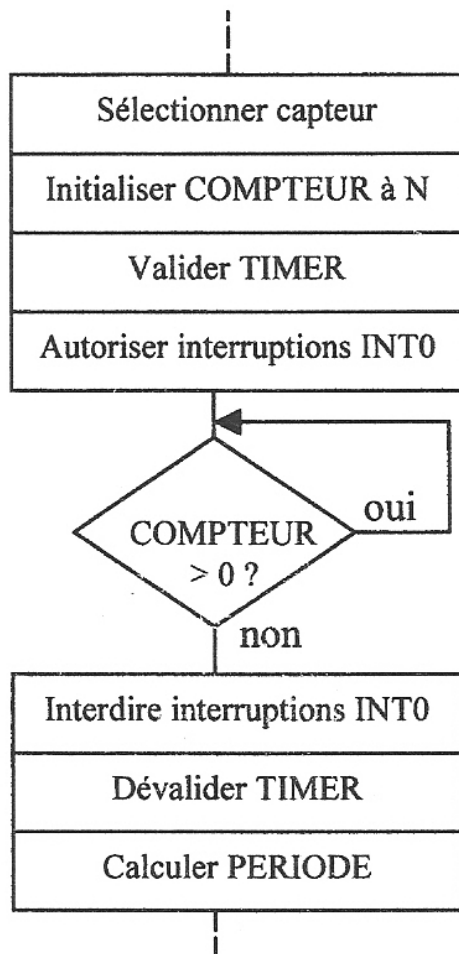 Sélectionner capteur
Initialiser COMPTEUR à N
Valider TIMER
Autoriser interruptions INT0
oui
COMPTEUR
> 0 ?
non
Interdire interruptions INT0
Dévalider TIMER
Calculer PERIODE